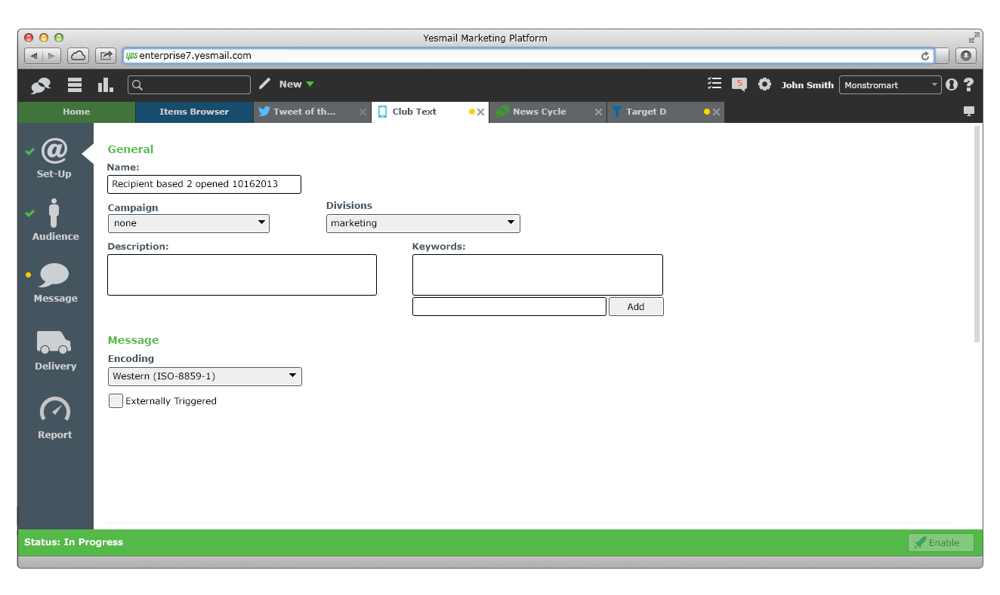 Yesmail Marketing Platform
yes enterprise7.yesmail.com
New
5
John Smith
Monstromart
?
Home
Items Browser
Tweet of th...
Club Text
News Cycle
Target D
@
Set-Up
Audience
Message
Delivery
Report
General
Name:
Recipient based 2 opened 10162013
Campaign
Divisions
none
marketing
Description:
Keywords:
Add
Message
Encoding
Western (ISO-8859-1)
Externally Triggered
Status: In Progress
Enable